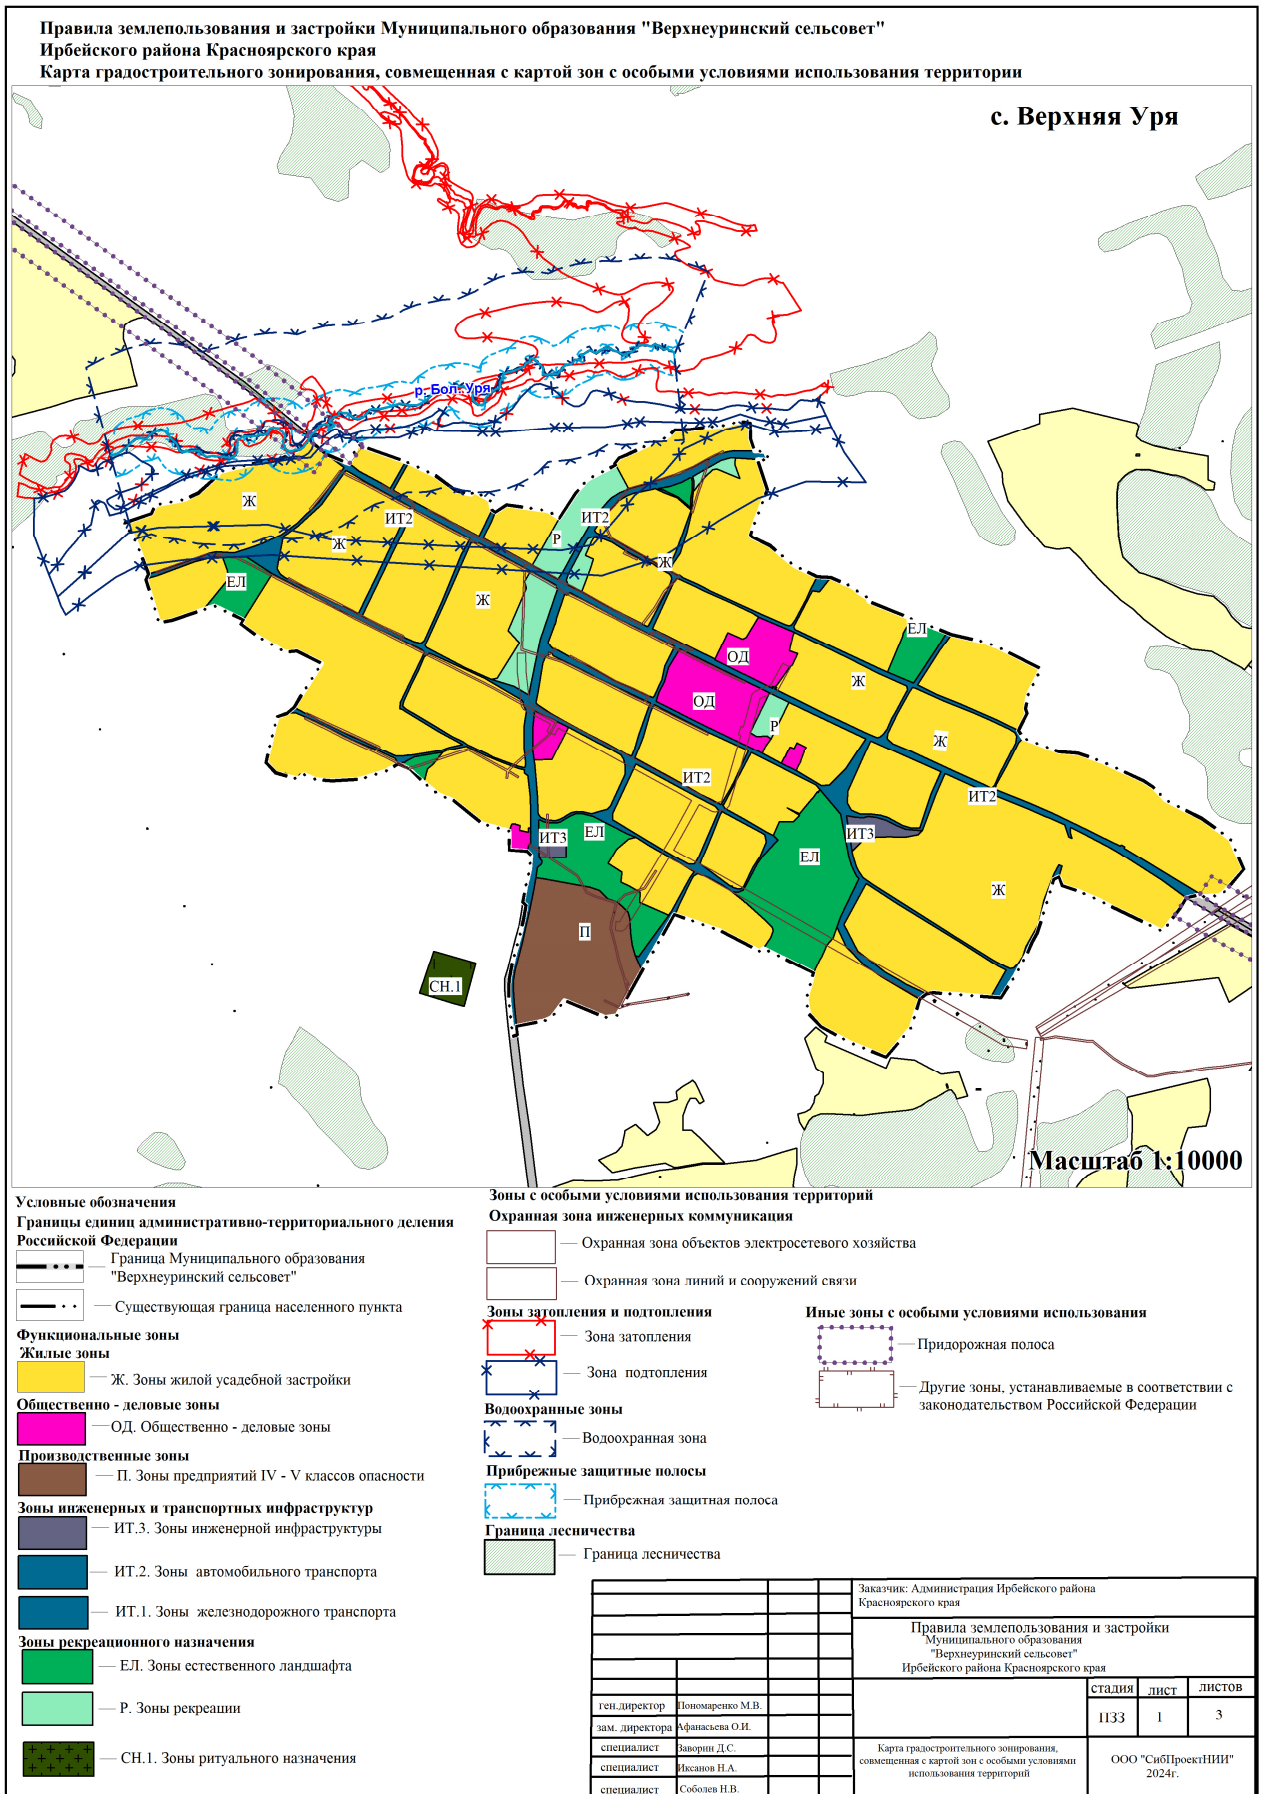 Правила землепользования и застройки Муниципального образования "Верхнеуринский сельсовет"
Ирбейского района Красноярского края
Карта градостроительного зонирования, совмещенная с картой зон с особыми условиями использования территории
с. Верхняя Уря
р. Бол. Уря
Ж
ИТ2
ИТ2
Ж
Р
Ж
ЕЛ
Ж
ЕЛ
ОД
Ж
ОД
Р
Ж
ИТ2
ИТ2
ИТ3
ЕЛ
ИТ3
ЕЛ
Ж
П
СН.1
Масштаб 1:10000
Условные обозначения
Границы единиц административно-территориального деления
Российской Федерации
Граница Муниципального образования
"Верхнеуринский сельсовет"
Существующая граница населенного пункта
Функциональные зоны
Жилые зоны
Ж. Зоны жилой усадебной застройки
Общественно - деловые зоны
ОД. Общественно - деловые зоны
Производственные зоны
П. Зоны предприятий IV - V классов опасности
Зоны инженерных и транспортных инфраструктур
ИТ.3. Зоны инженерной инфраструктуры
ИТ.2. Зоны автомобильного транспорта
ИТ.1. Зоны железнодорожного транспорта
Зоны рекреационного назначения
ЕЛ. Зоны естественного ландшафта
Р. Зоны рекреации
СН.1. Зоны ритуального назначения
Зоны с особыми условиями использования территорий
Охранная зона инженерных коммуникация
Охранная зона объектов электросетевого хозяйства
Охранная зона линий и сооружений связи
Зоны затопления и подтопления
Зона затопления
Зона подтопления
Водоохранные зоны
Водоохранная зона
Прибрежные защитные полосы
Прибрежная защитная полоса
Граница лесничества
Граница лесничества
Иные зоны с особыми условиями использования
Придорожная полоса
Другие зоны, устанавливаемые в соответствии с
законодательством Российской Федерации
Заказчик: Администрация Ирбейского района
Красноярского края
Правила землепользования и застройки
Муниципального образования
"Верхнеуринский сельсовет"
Ирбейского района Красноярского края
стадия лист листов
ПЗЗ 1 3
ген.директор Пономаренко М.В.
зам. директора Афанасьева О.И.
специалист Заворин Д.С.
специалист Иксанов Н.А.
специалист Соболев Н.В.
Карта градостроительного зонирования,
совмещенная с картой зон с особыми условиями
использования территорий
ООО "СибПроектНИИ"
2024г.